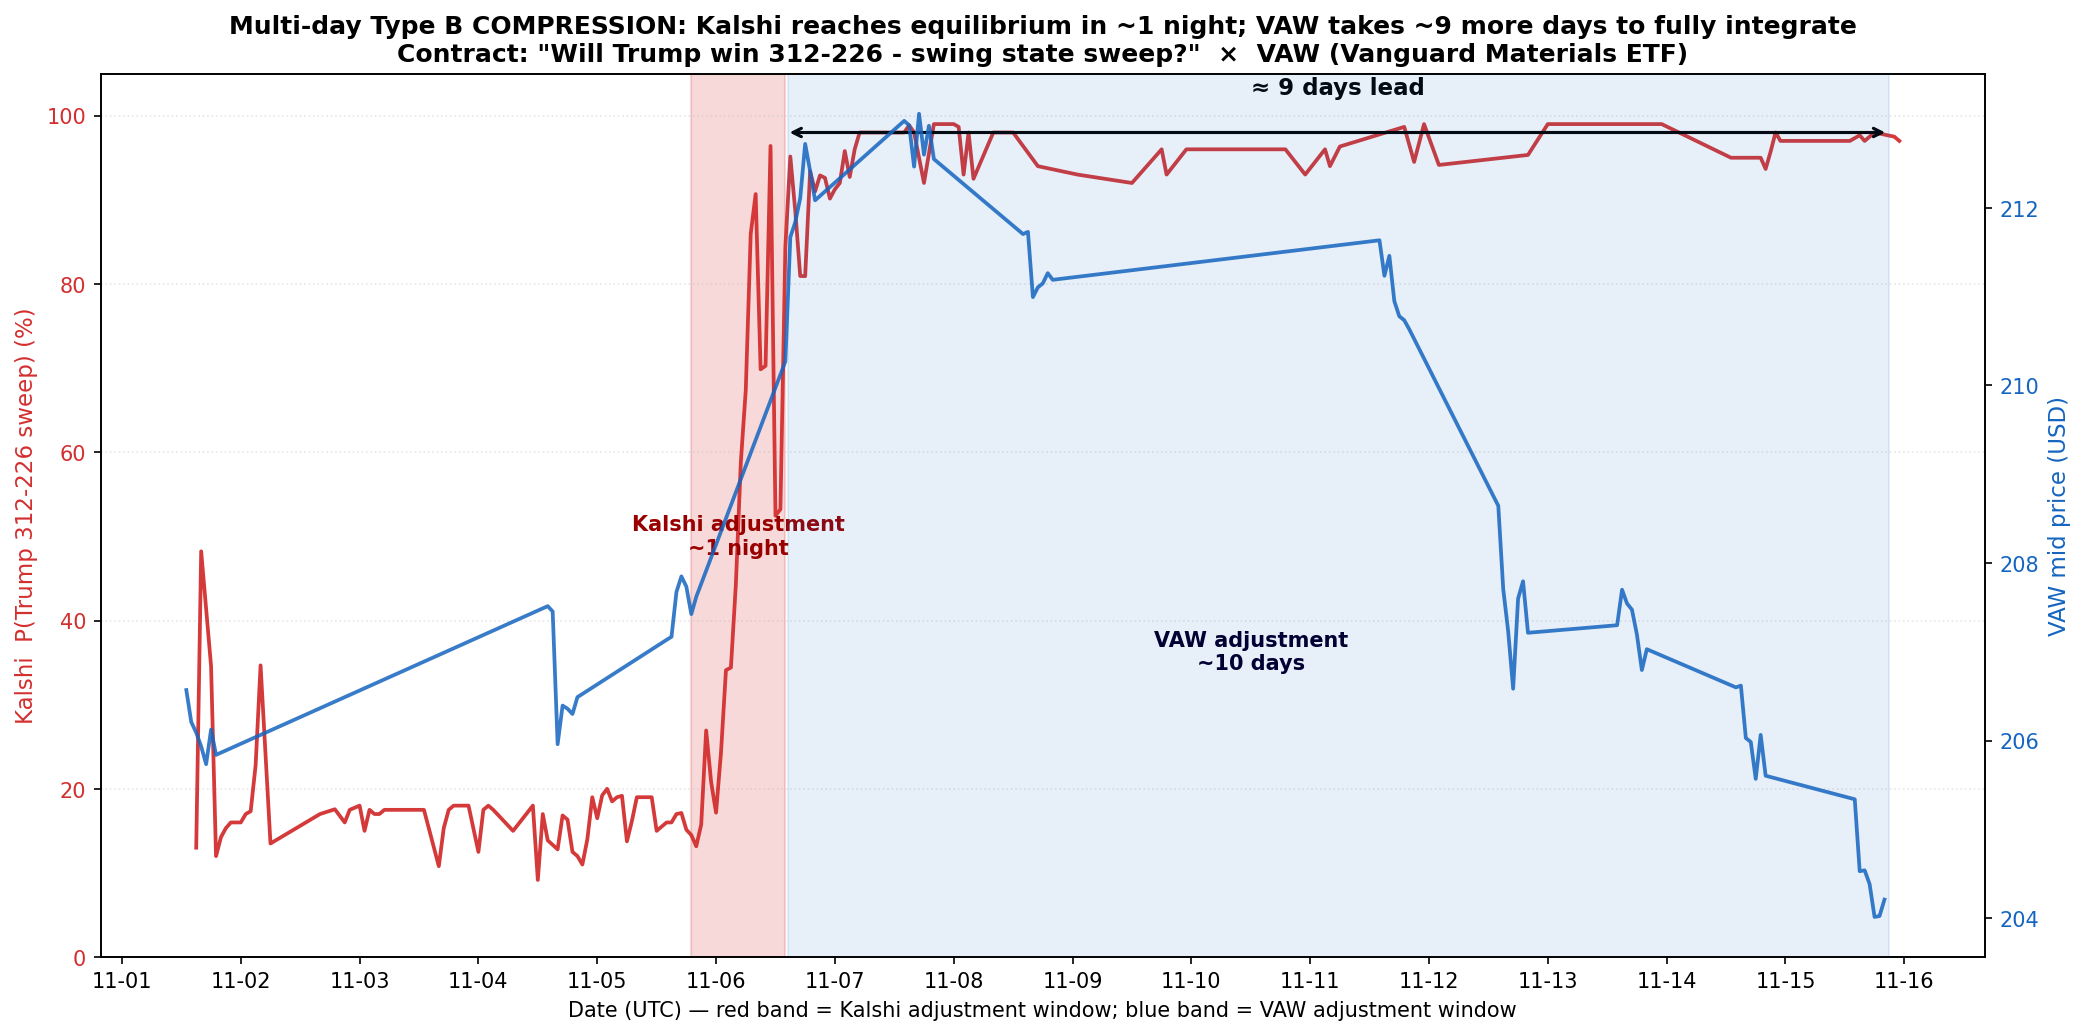 Multi-day Type B COMPRESSION: Kalshi reaches equilibrium in ~1 night; VAW takes ~9 more days to fully integrate
Contract: "Will Trump win 312-226 - swing state sweep?" × VAW (Vanguard Materials ETF)
≈ 9 days lead
Kalshi adjustment
~1 night
VAW adjustment
~10 days
Kalshi P(Trump 312-226 sweep) (%)
100
80
60
40
20
0
VAW mid price (USD)
212
210
208
206
204
11-01
11-02
11-03
11-04
11-05
11-06
11-07
11-08
11-09
11-10
11-11
11-12
11-13
11-14
11-15
11-16
Date (UTC) — red band = Kalshi adjustment window; blue band = VAW adjustment window